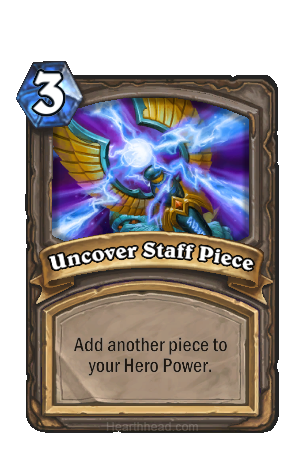 3
Uncover Staff Piece
Add another piece to
your Hero Power.
Hearthhead.com